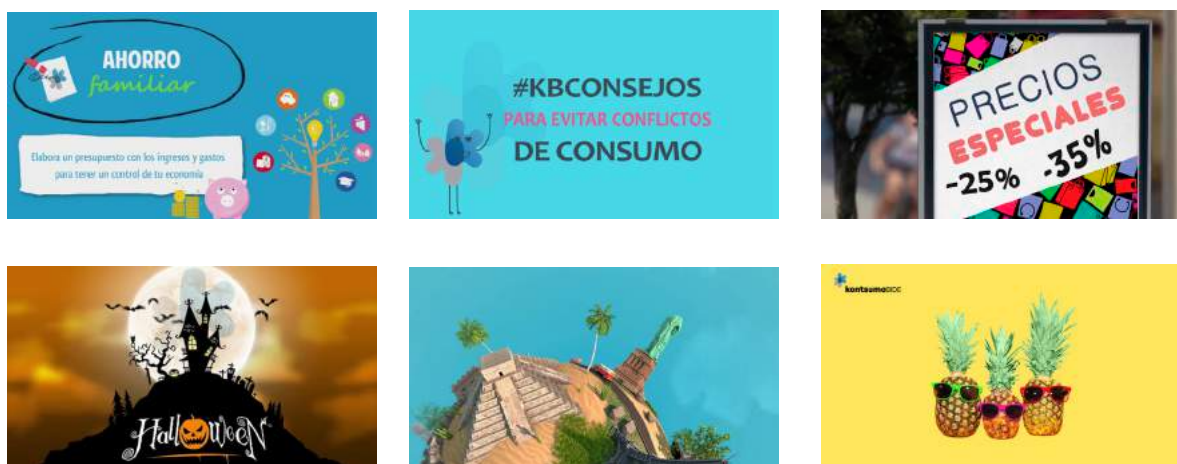 AHORRO
familiar
Elabora un presupuesto con los ingresos y gastos
para tener un control de tu economía
#KBCONSEJOS
PARA EVITAR CONFLICTOS
DE CONSUMO
PRECIOS
ESPECIALES
-25% -35%
Halloween
kontsumoBIDE